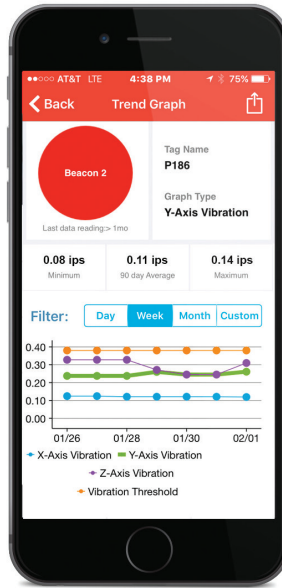 ●●○○○ AT&T LTE 4:38 PM 75%
Back Trend Graph
Beacon 2
Last data reading:> 1mo
Tag Name
P186
Graph Type
Y-Axis Vibration
0.08 ips 0.11 ips 0.14 ips
Minimum 90 day Average Maximum
Filter: Day Week Month Custom
0.40
0.30
0.20
0.10
0.00
01/26 01/28 01/30 02/01
X-Axis Vibration Y-Axis Vibration
Z-Axis Vibration
Vibration Threshold